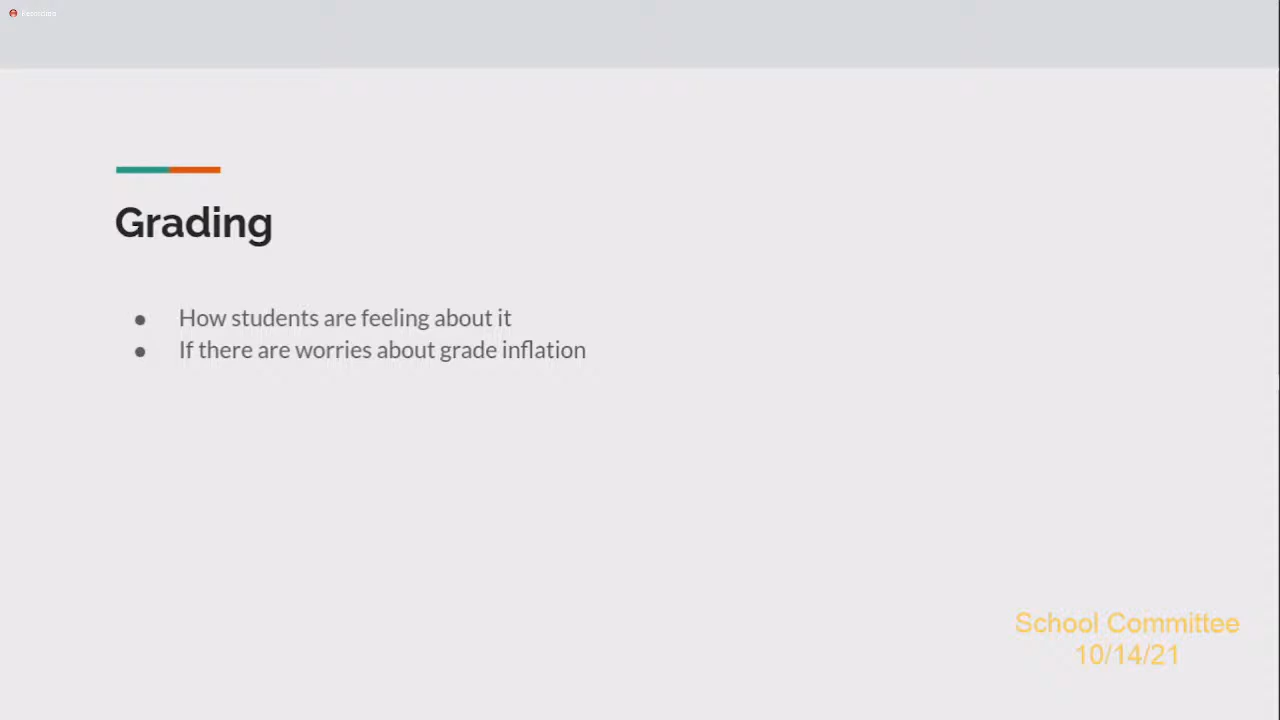 Recording
Grading
● How students are feeling about it
● If there are worries about grade inflation
School Committee
10/14/21